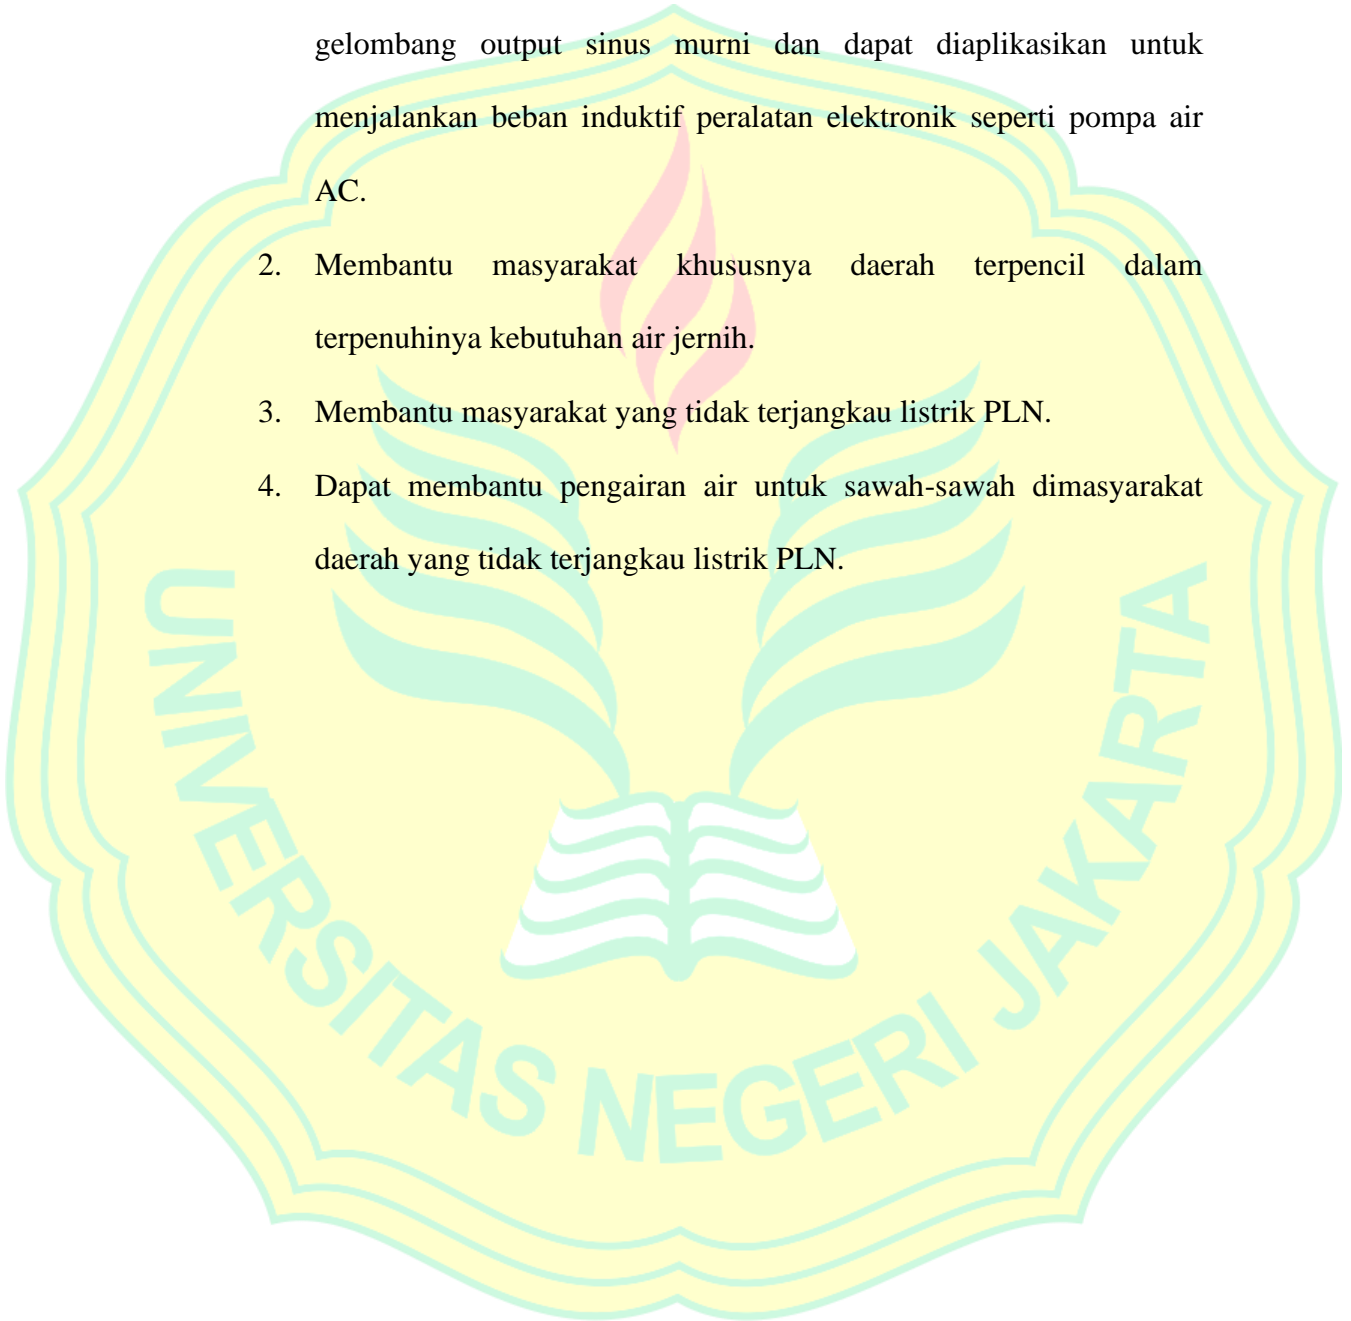 gelombang output sinus murni dan dapat diaplikasikan untuk
menjalankan beban induktif peralatan elektronik seperti pompa air
AC.
2. Membantu masyarakat khususnya daerah terpencil dalam
terpenuhinya kebutuhan air jernih.
3. Membantu masyarakat yang tidak terjangkau listrik PLN.
4. Dapat membantu pengairan air untuk sawah-sawah dimasyarakat
daerah yang tidak terjangkau listrik PLN.
UNIVERSITAS NEGERI JAKARTA